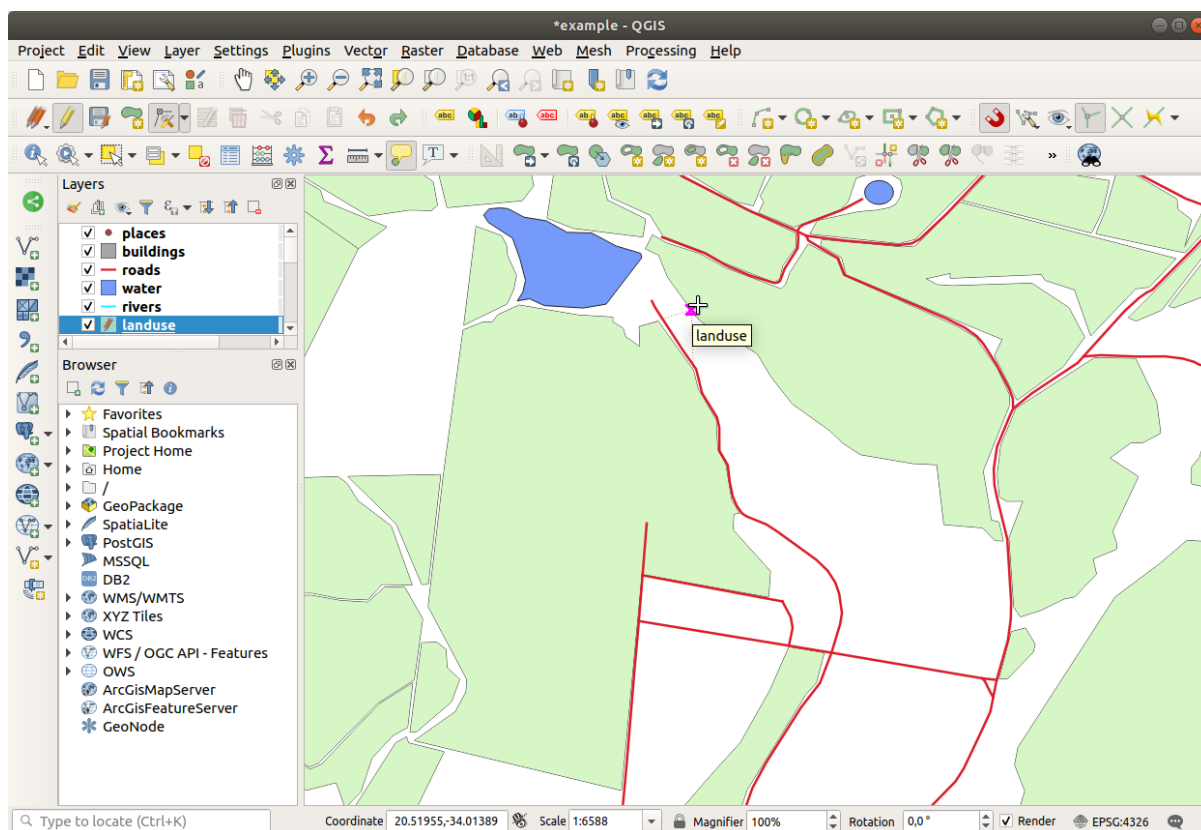 *example - QGIS
Project Edit View Layer Settings Plugins Vector Raster Database Web Mesh Processing Help
Layers
places
buildings
roads
water
rivers
landuse
landuse
Browser
Favorites
Spatial Bookmarks
Project Home
Home
/
GeoPackage
SpatiaLite
PostGIS
MSSQL
DB2
WMS/WMTS
XYZ Tiles
WCS
WFS / OGC API - Features
OWS
ArcGisMapServer
ArcGisFeatureServer
GeoNode
Type to locate (Ctrl+K) Coordinate 20.51955,-34.01389 Scale 1:6588 Magnifier 100% Rotation 0,0 ° Render EPSG:4326